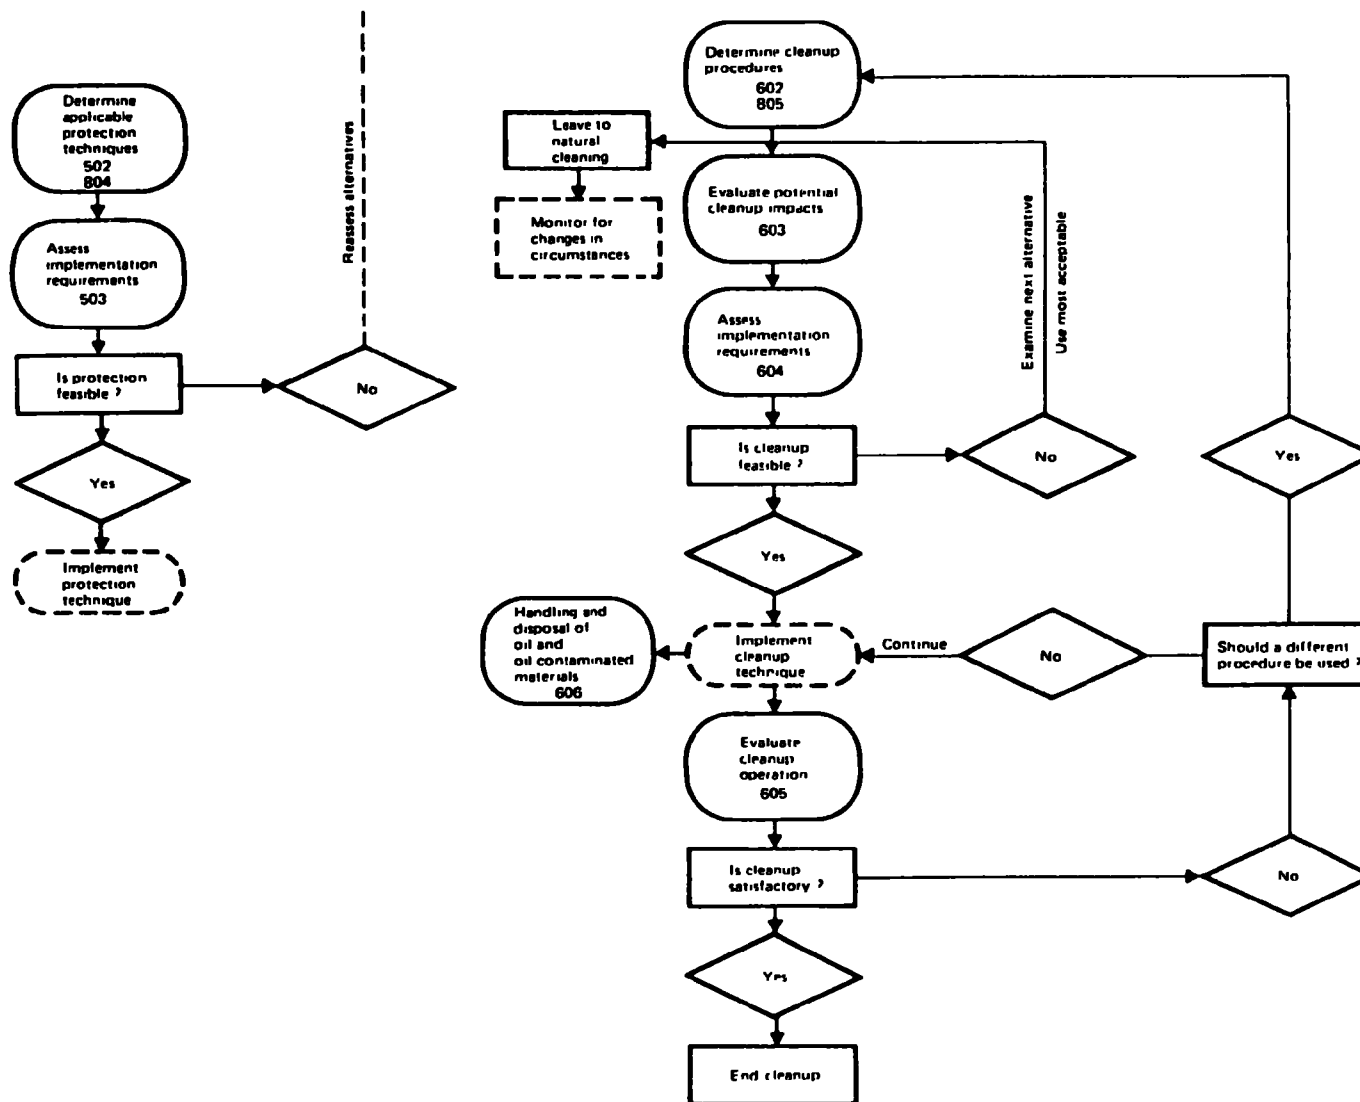 Determine
applicable
protection
techniques
502
804
Assess
implementation
requirements
503
Is protection
feasible ?
No
Reassess alternatives
Yes
Implement
protection
technique
Determine cleanup
procedures
602
805
Leave to
natural
cleaning
Monitor for
changes in
circumstances
Evaluate potential
cleanup impacts
603
Assess
implementation
requirements
604
Is cleanup
feasible ?
No
Examine next alternative
Use most acceptable
Yes
Yes
Handling and
disposal of
oil and
oil contaminated
materials
606
Implement
cleanup
technique
Continue
No
Should a different
procedure be used ?
Evaluate
cleanup
operation
605
Is cleanup
satisfactory ?
No
Yes
End cleanup